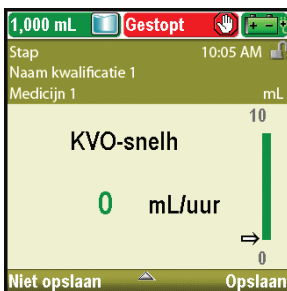 1,000 mL Gestopt
Stap 10:05 AM
Naam kwalificatie 1
Medicijn 1 mL
10
KVO-snelh
0 mL/uur
0
Niet opslaan Opslaan